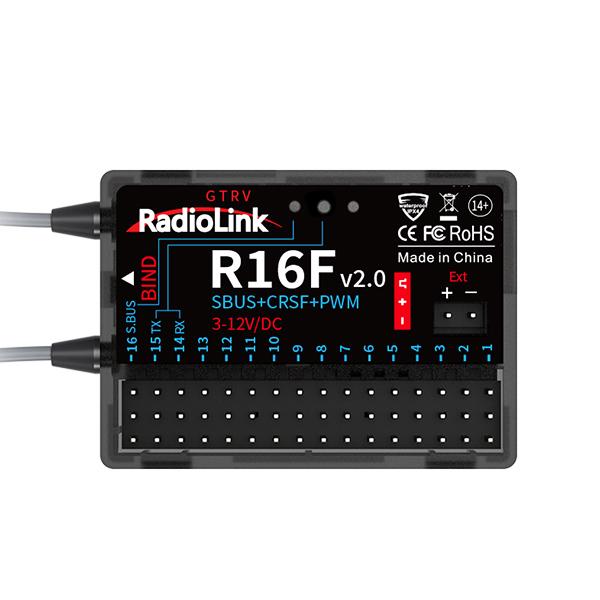 GTRV
RadioLink
waterproof
IPX4
14+
CE FC RoHS
Made in China
BIND
R16F v2.0
SBUS+CRSF+PWM
3-12V/DC
Ext
+ −
+ −
16 S.BUS
15 TX
14 RX
13
12
11
10
9
8
7
6
5
4
3
2
1